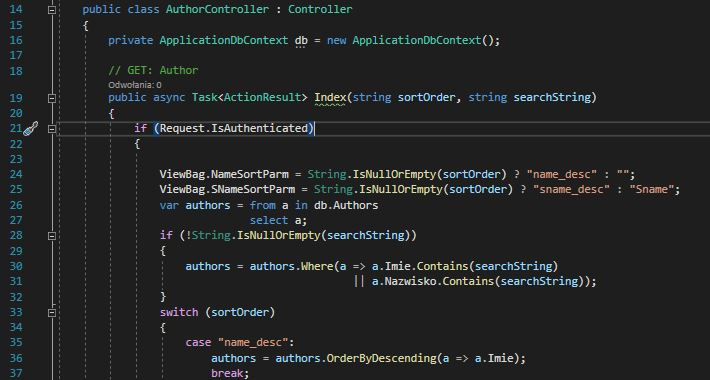 14 public class AuthorController : Controller
15 {
16 private ApplicationDbContext db = new ApplicationDbContext();
17
18 // GET: Author
Odwołania: 0
19 public async Task<ActionResult> Index(string sortOrder, string searchString)
20 {
21 if (Request.IsAuthenticated)
22 {
23
24 ViewBag.NameSortParm = String.IsNullOrEmpty(sortOrder) ? "name_desc" : "";
25 ViewBag.SNameSortParm = String.IsNullOrEmpty(sortOrder) ? "sname_desc" : "Sname";
26 var authors = from a in db.Authors
27 select a;
28 if (!String.IsNullOrEmpty(searchString))
29 {
30 authors = authors.Where(a => a.Imie.Contains(searchString)
31 || a.Nazwisko.Contains(searchString));
32 }
33 switch (sortOrder)
34 {
35 case "name_desc":
36 authors = authors.OrderByDescending(a => a.Imie);
37 break;